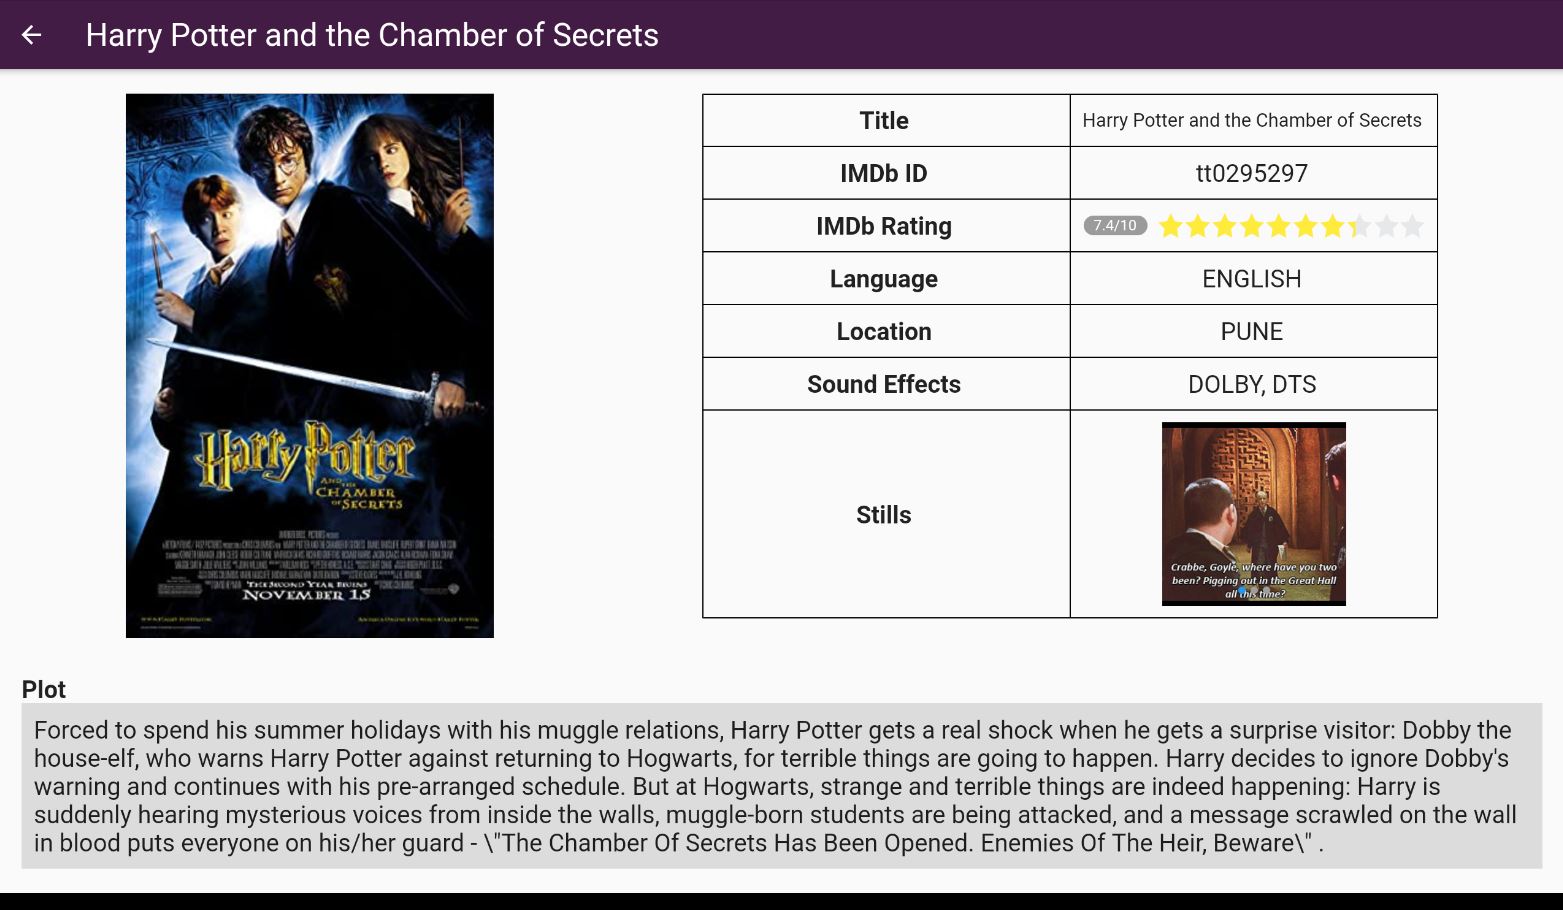 Harry Potter and the Chamber of Secrets
Harry Potter
AND THE
CHAMBER
OF SECRETS
THE SECOND YEAR BEGINS
NOVEMBER 15
Title
Harry Potter and the Chamber of Secrets
IMDb ID
tt0295297
IMDb Rating
7.4/10
Language
ENGLISH
Location
PUNE
Sound Effects
DOLBY, DTS
Stills
Crabbe, Goyle, where have you two
been? Pigging out in the Great Hall
all this time?
Plot
Forced to spend his summer holidays with his muggle relations, Harry Potter gets a real shock when he gets a surprise visitor: Dobby the
house-elf, who warns Harry Potter against returning to Hogwarts, for terrible things are going to happen. Harry decides to ignore Dobby's
warning and continues with his pre-arranged schedule. But at Hogwarts, strange and terrible things are indeed happening: Harry is
suddenly hearing mysterious voices from inside the walls, muggle-born students are being attacked, and a message scrawled on the wall
in blood puts everyone on his/her guard - \"The Chamber Of Secrets Has Been Opened. Enemies Of The Heir, Beware\" .